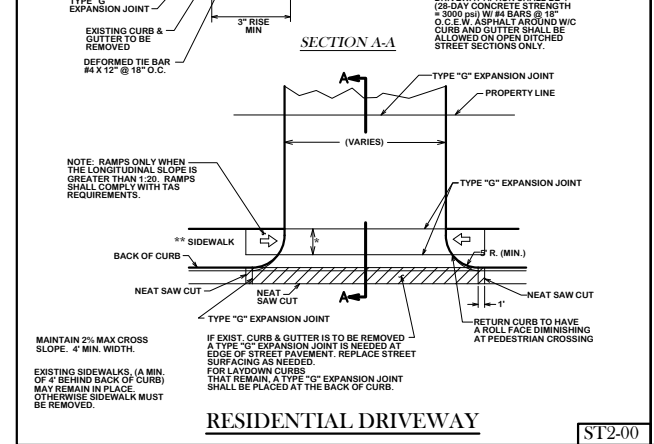 TYPE "G"
EXPANSION JOINT
EXISTING CURB &
GUTTER TO BE
REMOVED
DEFORMED TIE BAR
#4 X 12" @ 18" O.C.
3" RISE
MIN
SECTION A-A
(28-DAY CONCRETE STRENGTH
= 3000 psi) W/ #4 BARS @ 18"
O.C.E.W. ASPHALT AROUND W/C
CURB AND GUTTER SHALL BE
ALLOWED ON OPEN DITCHED
STREET SECTIONS ONLY.
A
TYPE "G" EXPANSION JOINT
PROPERTY LINE
(VARIES)
NOTE: RAMPS ONLY WHEN
THE LONGITUDINAL SLOPE IS
GREATER THAN 1:20. RAMPS
SHALL COMPLY WITH TAS
REQUIREMENTS.
TYPE "G" EXPANSION JOINT
** SIDEWALK
*
BACK OF CURB
5' R. (MIN.)
NEAT SAW CUT
NEAT
SAW CUT
A
NEAT SAW CUT
1'
TYPE "G" EXPANSION JOINT
RETURN CURB TO HAVE
A ROLL FACE DIMINISHING
AT PEDESTRIAN CROSSING
MAINTAIN 2% MAX CROSS
SLOPE. 4' MIN. WIDTH.
IF EXIST. CURB & GUTTER IS TO BE REMOVED
A TYPE "G" EXPANSION JOINT IS NEEDED AT
EDGE OF STREET PAVEMENT. REPLACE STREET
SURFACING AS NEEDED.
FOR LAYDOWN CURBS
THAT REMAIN, A TYPE "G" EXPANSION JOINT
SHALL BE PLACED AT THE BACK OF CURB.
EXISTING SIDEWALKS, (A MIN.
OF 4' BEHIND BACK OF CURB)
MAY REMAIN IN PLACE.
OTHERWISE SIDEWALK MUST
BE REMOVED.
RESIDENTIAL DRIVEWAY
ST2-00